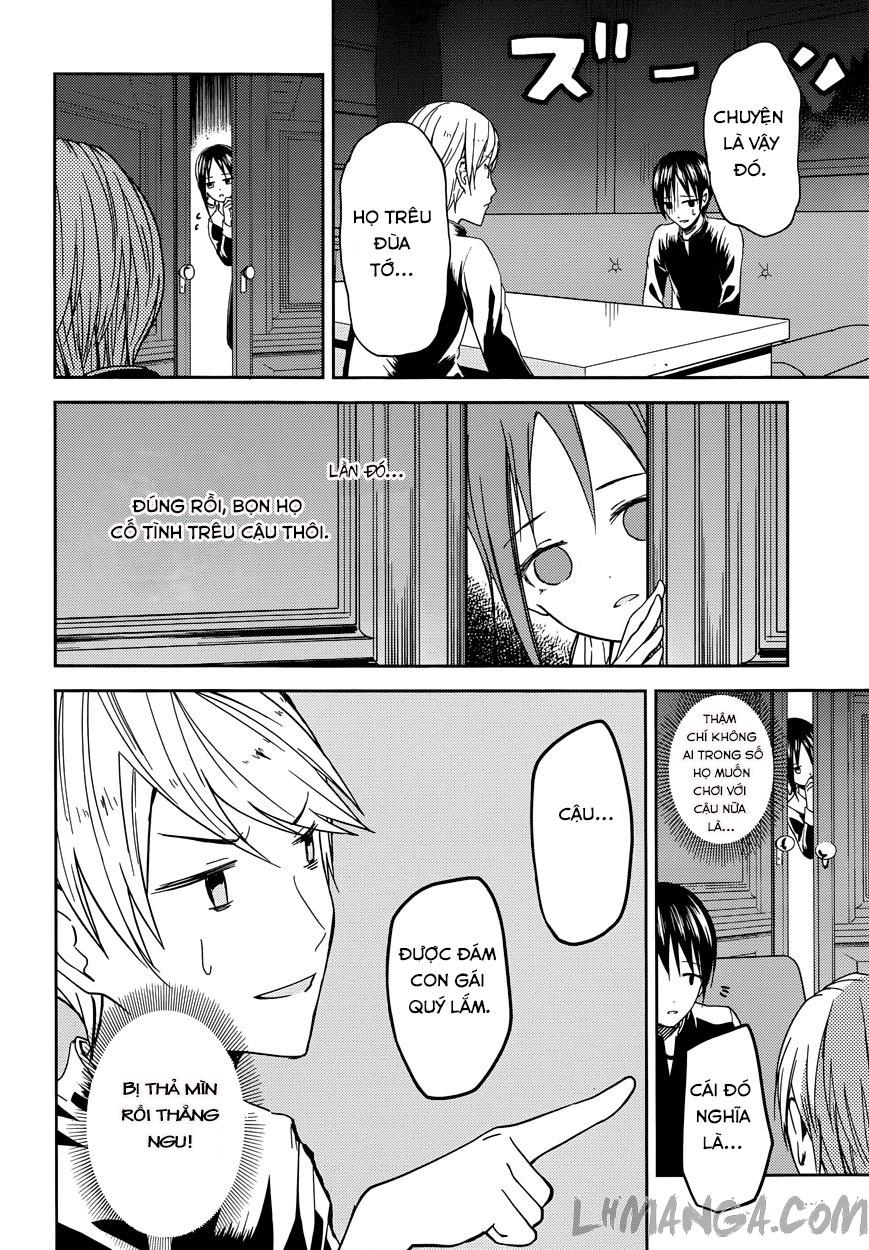 ズーン
CHUYỆN
LÀ VẬY
ĐÓ.
HỌ TRÊU
ĐÙA
TỚ...
LẦN ĐÓ...
ĐÚNG RỒI, BỌN HỌ
CỐ TÌNH TRÊU CẬU THÔI.
THẬM
CHÍ KHÔNG
AI TRONG SỐ
HỌ MUỐN
CHƠI VỚI
CẬU NỮA
LÀ...
CÁI ĐÓ
NGHĨA
LÀ...
CẬU...
ĐƯỢC ĐÁM
CON GÁI
QUÝ LẮM.
BỊ THẢ MÌN
RỒI THẰNG
NGU!
LHMANGA.COM